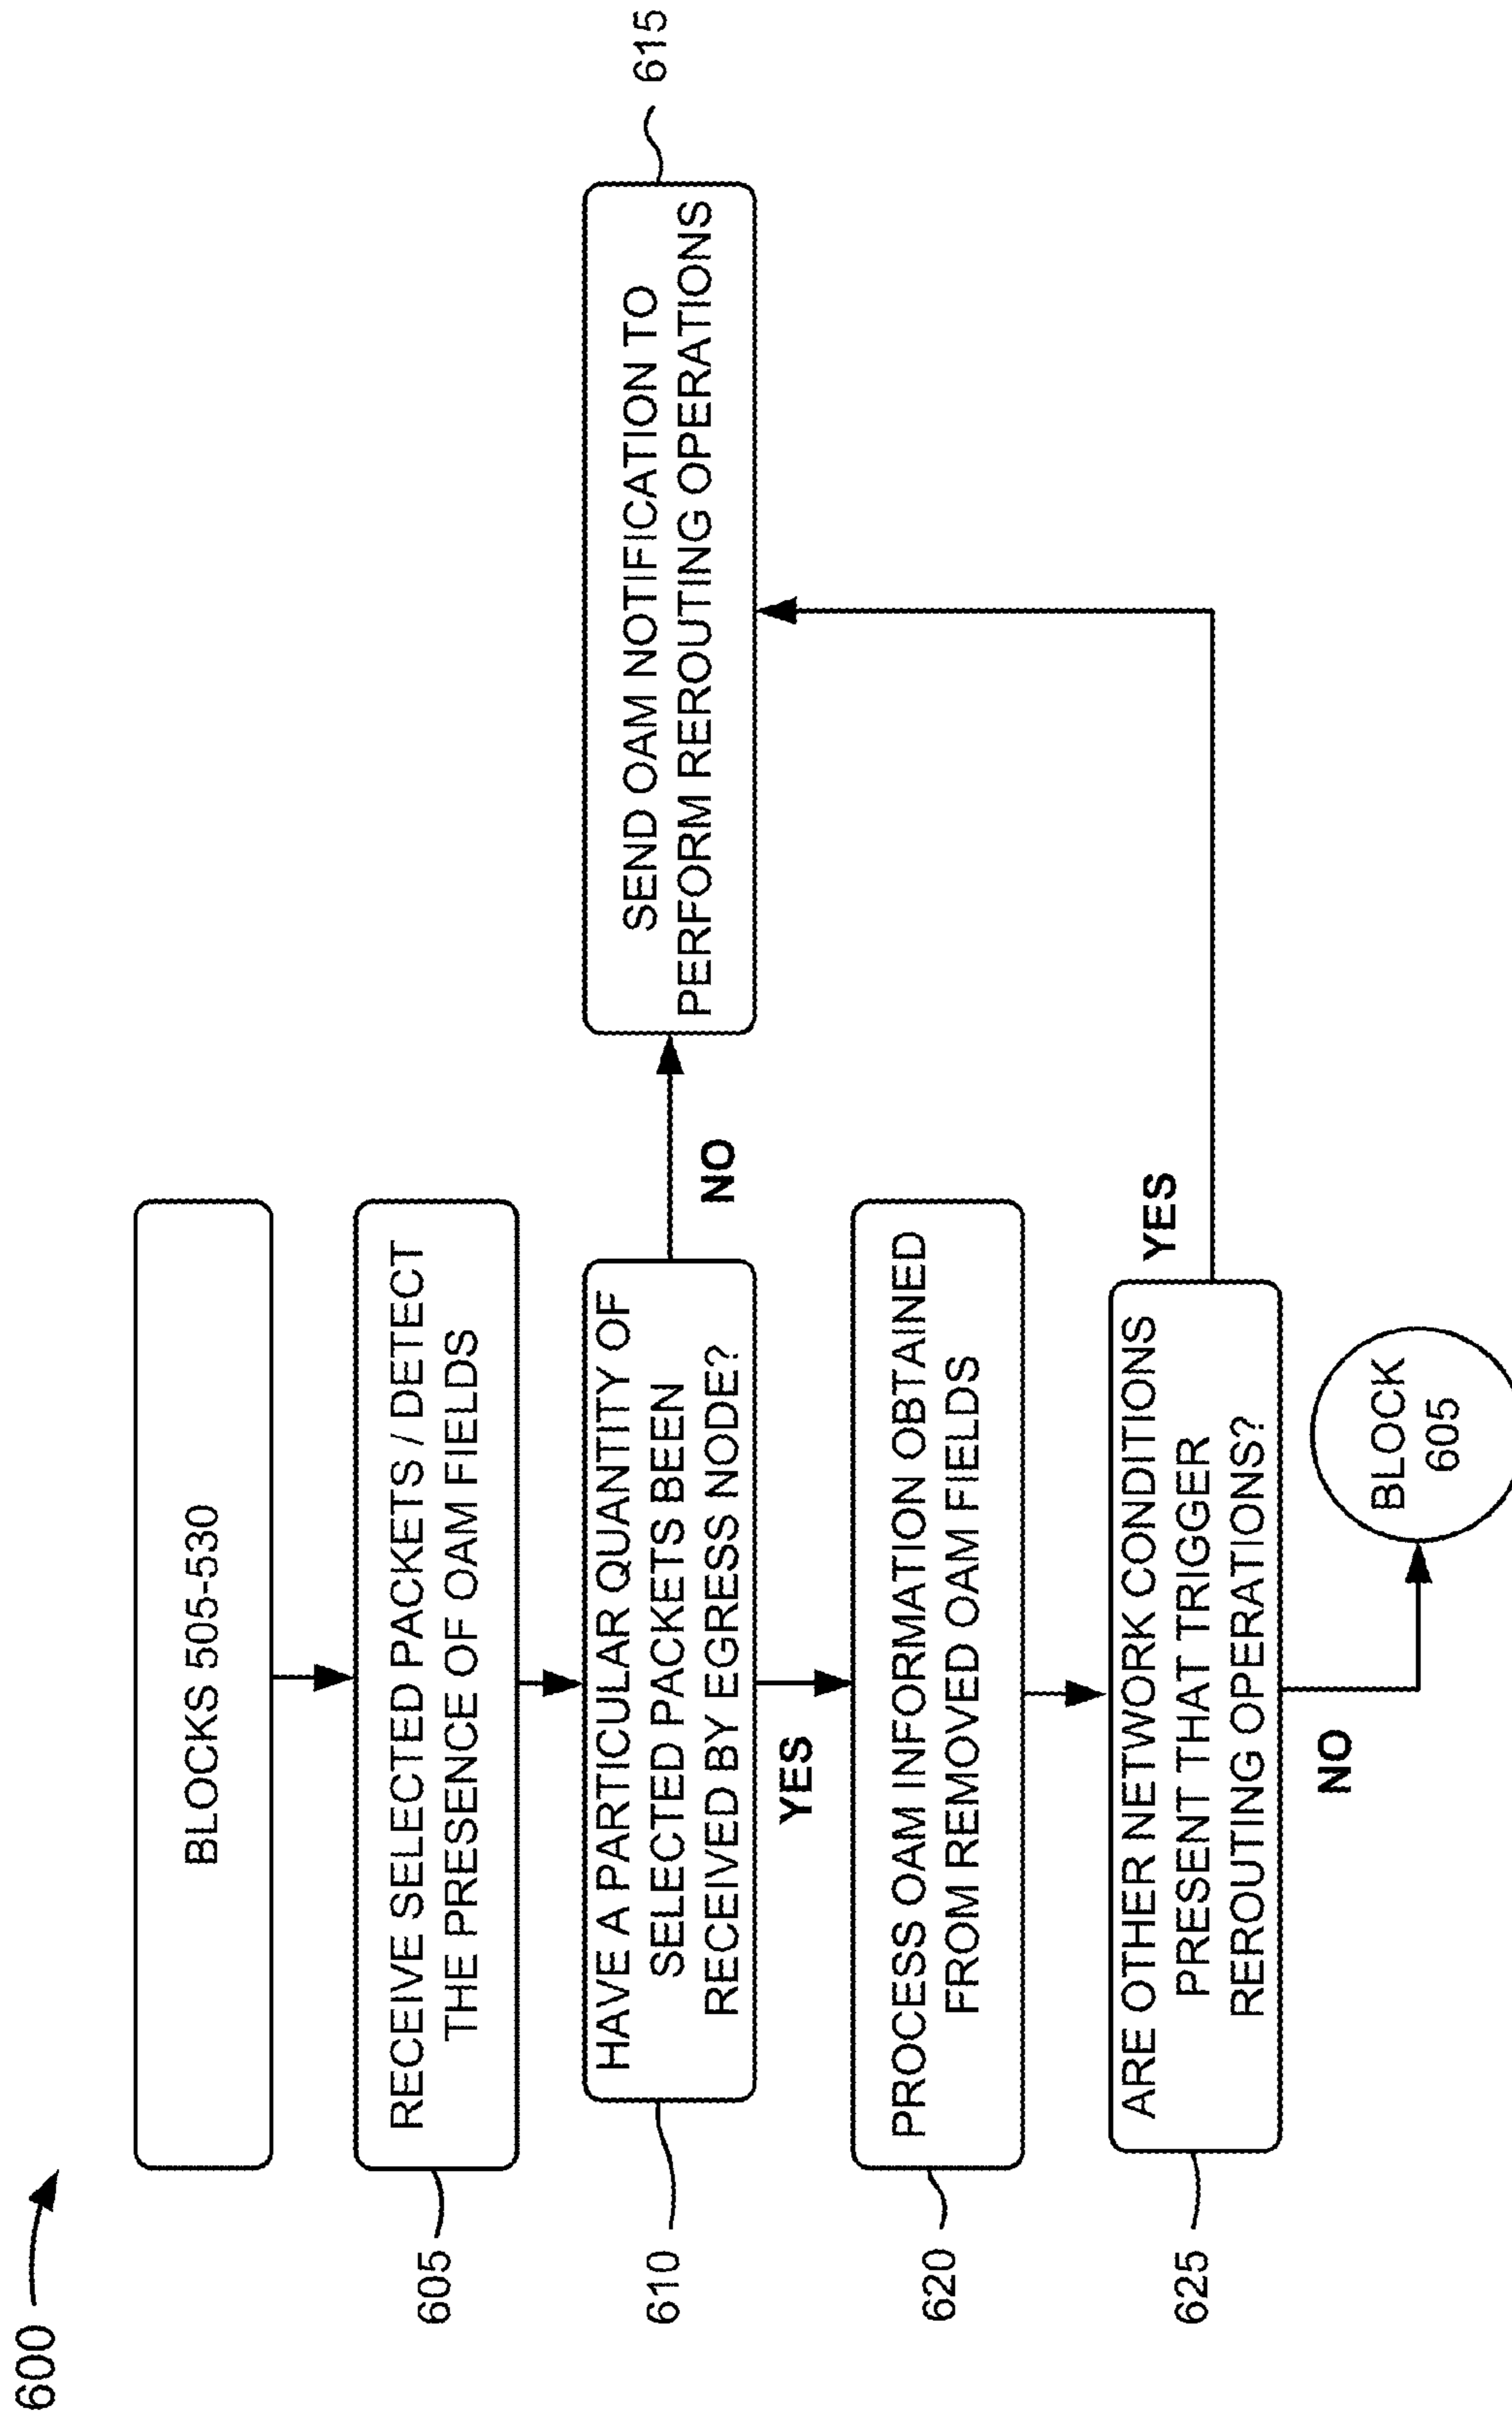 600
BLOCKS 505-530
605
RECEIVE SELECTED PACKETS / DETECT
THE PRESENCE OF OAM FIELDS
610
HAVE A PARTICULAR QUANTITY OF
SELECTED PACKETS BEEN
RECEIVED BY EGRESS NODE?
NO
SEND OAM NOTIFICATION TO
PERFORM REROUTING OPERATIONS
615
YES
620
PROCESS OAM INFORMATION OBTAINED
FROM REMOVED OAM FIELDS
625
ARE OTHER NETWORK CONDITIONS
PRESENT THAT TRIGGER
REROUTING OPERATIONS?
YES
NO
BLOCK
605